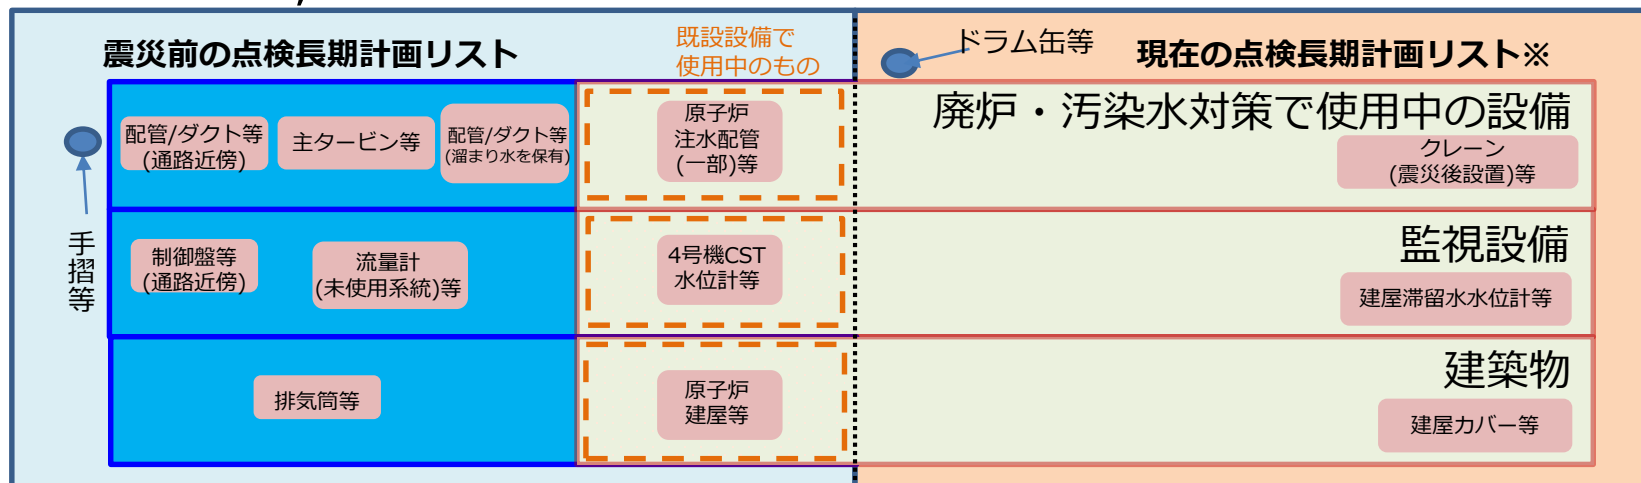 震災前の点検長期計画リスト
既設設備で
使用中のもの
ドラム缶等
現在の点検長期計画リスト※
手摺等
配管/ダクト等
(通路近傍)
主タービン等
配管/ダクト等
(溜まり水を保有)
原子炉
注水配管
(一部)等
廃炉・汚染水対策で使用中の設備
クレーン
(震災後設置)等
制御盤等
(通路近傍)
流量計
(未使用系統)等
4号機CST
水位計等
監視設備
建屋滞留水水位計等
排気筒等
原子炉
建屋等
建築物
建屋カバー等